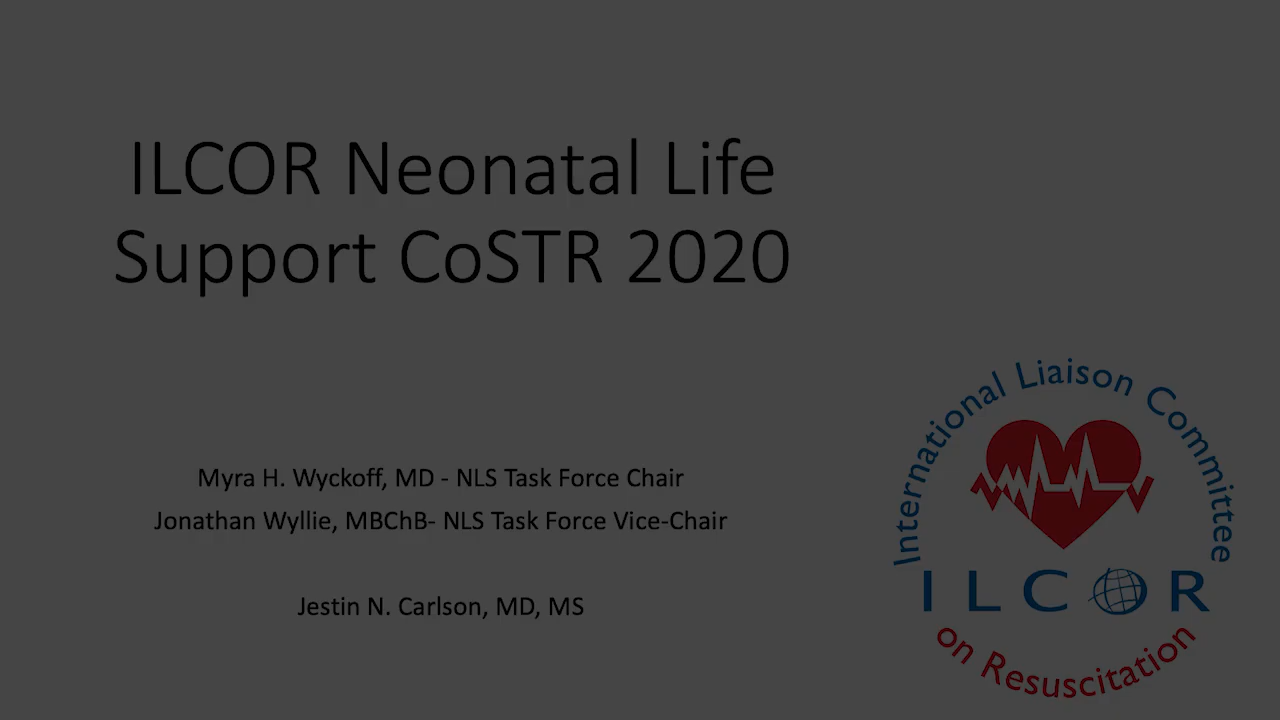 ILCOR Neonatal Life
Support CoSTR 2020
Myra H. Wyckoff, MD - NLS Task Force Chair
Jonathan Wyllie, MBChB- NLS Task Force Vice-Chair
Jestin N. Carlson, MD, MS
International Liaison Committee
ILCOR
on Resuscitation